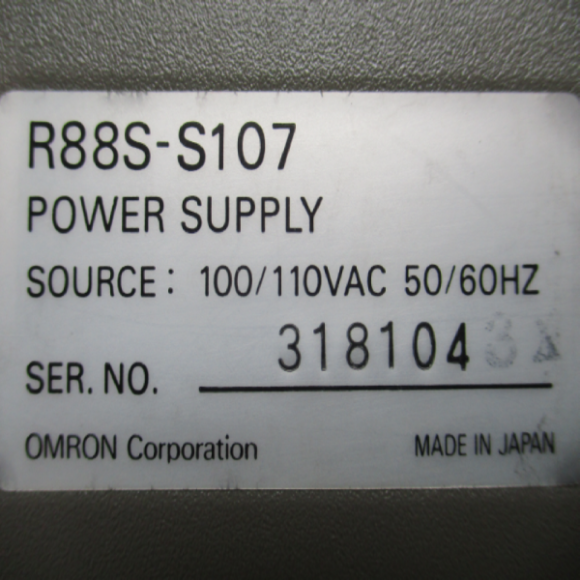 R88S-S107
POWER SUPPLY
SOURCE: 100/110VAC 50/60HZ
SER. NO. 318104
OMRON Corporation MADE IN JAPAN